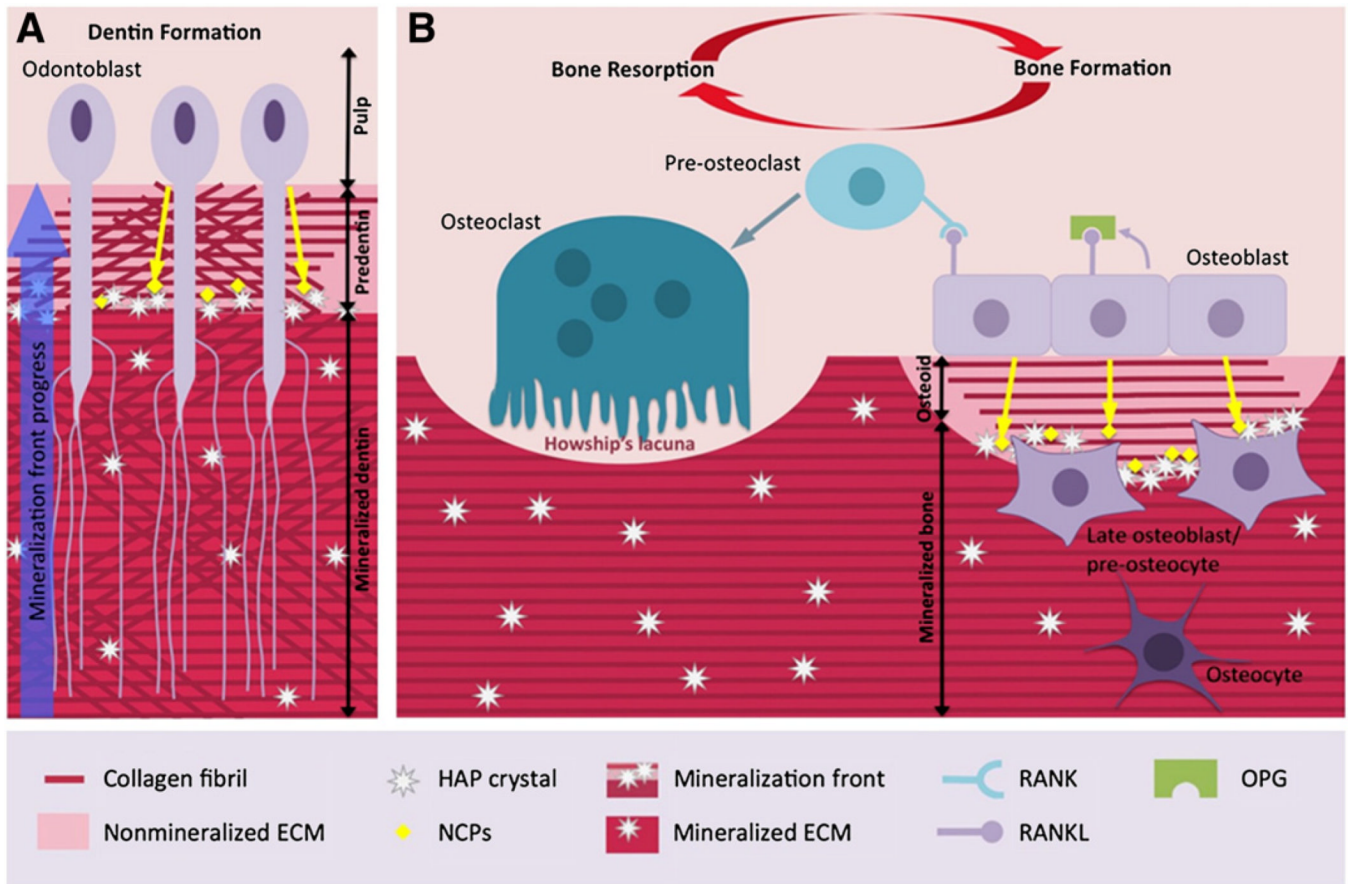 A
Dentin Formation
Odontoblast
Pulp
Predentin
Mineralized dentin
Mineralization front progress
B
Bone Resorption
Bone Formation
Pre-osteoclast
Osteoclast
Osteoblast
Howship's lacuna
Osteoid
Mineralized bone
Late osteoblast/
pre-osteocyte
Osteocyte
Collagen fibril
HAP crystal
Mineralization front
RANK
OPG
Nonmineralized ECM
NCPs
Mineralized ECM
RANKL